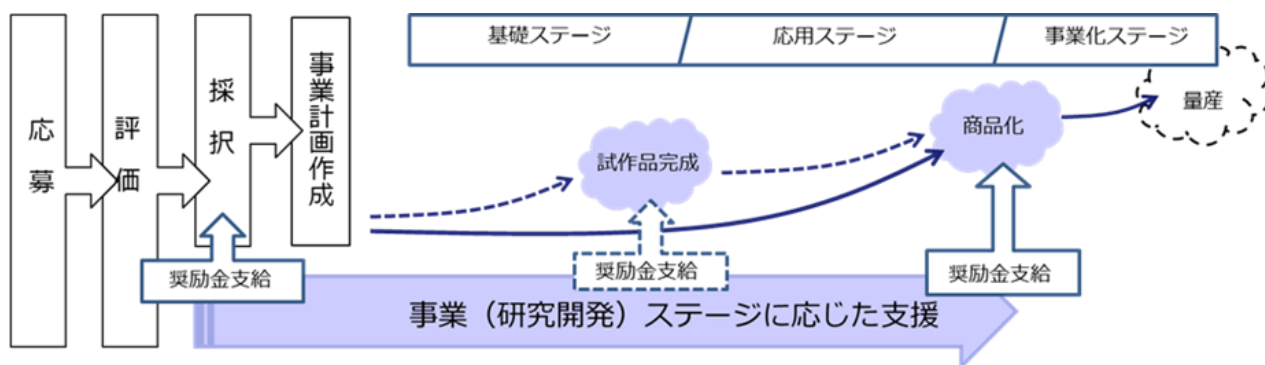 応募
評価
採択
事業計画作成
基礎ステージ
応用ステージ
事業化ステージ
試作品完成
商品化
量産
奨励金支給
奨励金支給
奨励金支給
事業（研究開発）ステージに応じた支援